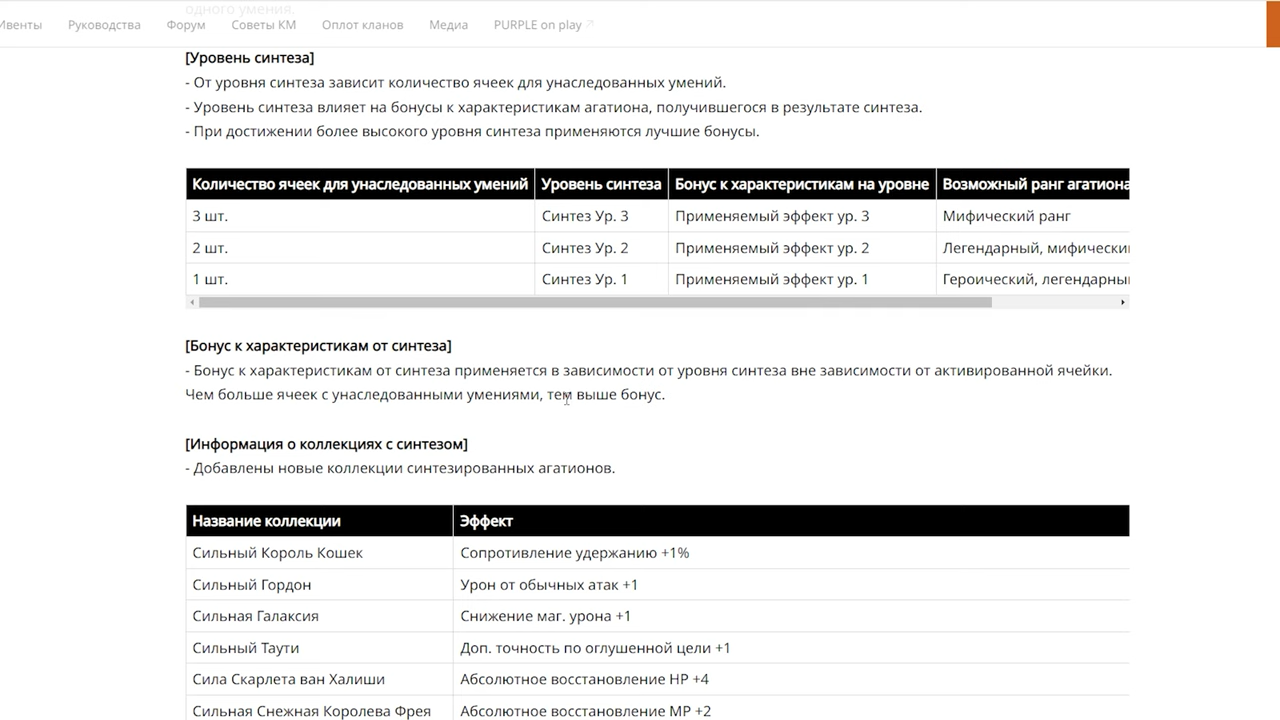 одного умения.
Ивенты Руководства Форум Советы КМ Оплот кланов Медиа PURPLE on play
[Уровень синтеза]
- От уровня синтеза зависит количество ячеек для унаследованных умений.
- Уровень синтеза влияет на бонусы к характеристикам агатиона, получившегося в результате синтеза.
- При достижении более высокого уровня синтеза применяются лучшие бонусы.
Количество ячеек для унаследованных умений Уровень синтеза Бонус к характеристикам на уровне Возможный ранг агатиона
3 шт. Синтез Ур. 3 Применяемый эффект ур. 3 Мифический ранг
2 шт. Синтез Ур. 2 Применяемый эффект ур. 2 Легендарный, мифически
1 шт. Синтез Ур. 1 Применяемый эффект ур. 1 Героический, легендарны
[Бонус к характеристикам от синтеза]
- Бонус к характеристикам от синтеза применяется в зависимости от уровня синтеза вне зависимости от активированной ячейки.
Чем больше ячеек с унаследованными умениями, тем выше бонус.
[Информация о коллекциях с синтезом]
- Добавлены новые коллекции синтезированных агатионов.
Название коллекции Эффект
Сильный Король Кошек Сопротивление удержанию +1%
Сильный Гордон Урон от обычных атак +1
Сильная Галаксия Снижение маг. урона +1
Сильный Таути Доп. точность по оглушенной цели +1
Сила Скарлета ван Халиши Абсолютное восстановление HP +4
Сильная Снежная Королева Фрея Абсолютное восстановление MP +2